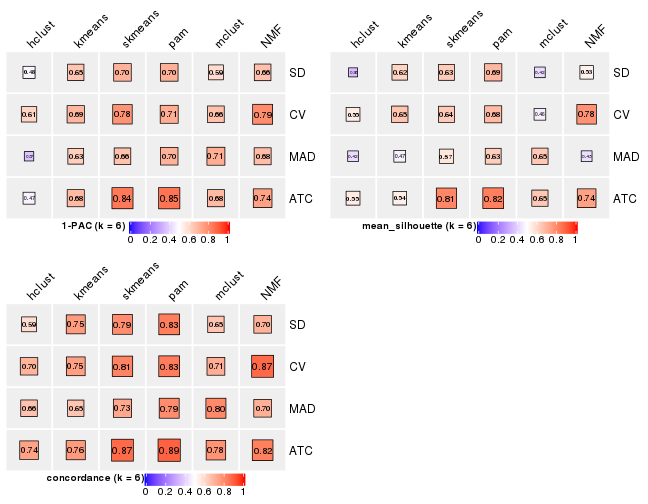 hclust kmeans skmeans pam mclust NMF
0.48 0.65 0.70 0.70 0.59 0.66 SD
0.61 0.69 0.78 0.71 0.66 0.79 CV
0.63 0.66 0.70 0.71 0.68 MAD
0.47 0.68 0.84 0.85 0.68 0.74 ATC
1-PAC (k = 6)
0 0.2 0.4 0.6 0.8 1
hclust kmeans skmeans pam mclust NMF
0.62 0.63 0.69 0.43 0.53 SD
0.55 0.65 0.64 0.68 0.46 0.78 CV
0.43 0.47 0.57 0.63 0.65 0.43 MAD
0.55 0.54 0.81 0.82 0.65 0.74 ATC
mean_silhouette (k = 6)
0 0.2 0.4 0.6 0.8 1
hclust kmeans skmeans pam mclust NMF
0.59 0.75 0.79 0.83 0.65 0.70 SD
0.70 0.75 0.81 0.83 0.71 0.87 CV
0.66 0.65 0.73 0.79 0.80 0.70 MAD
0.74 0.76 0.87 0.89 0.78 0.82 ATC
concordance (k = 6)
0 0.2 0.4 0.6 0.8 1